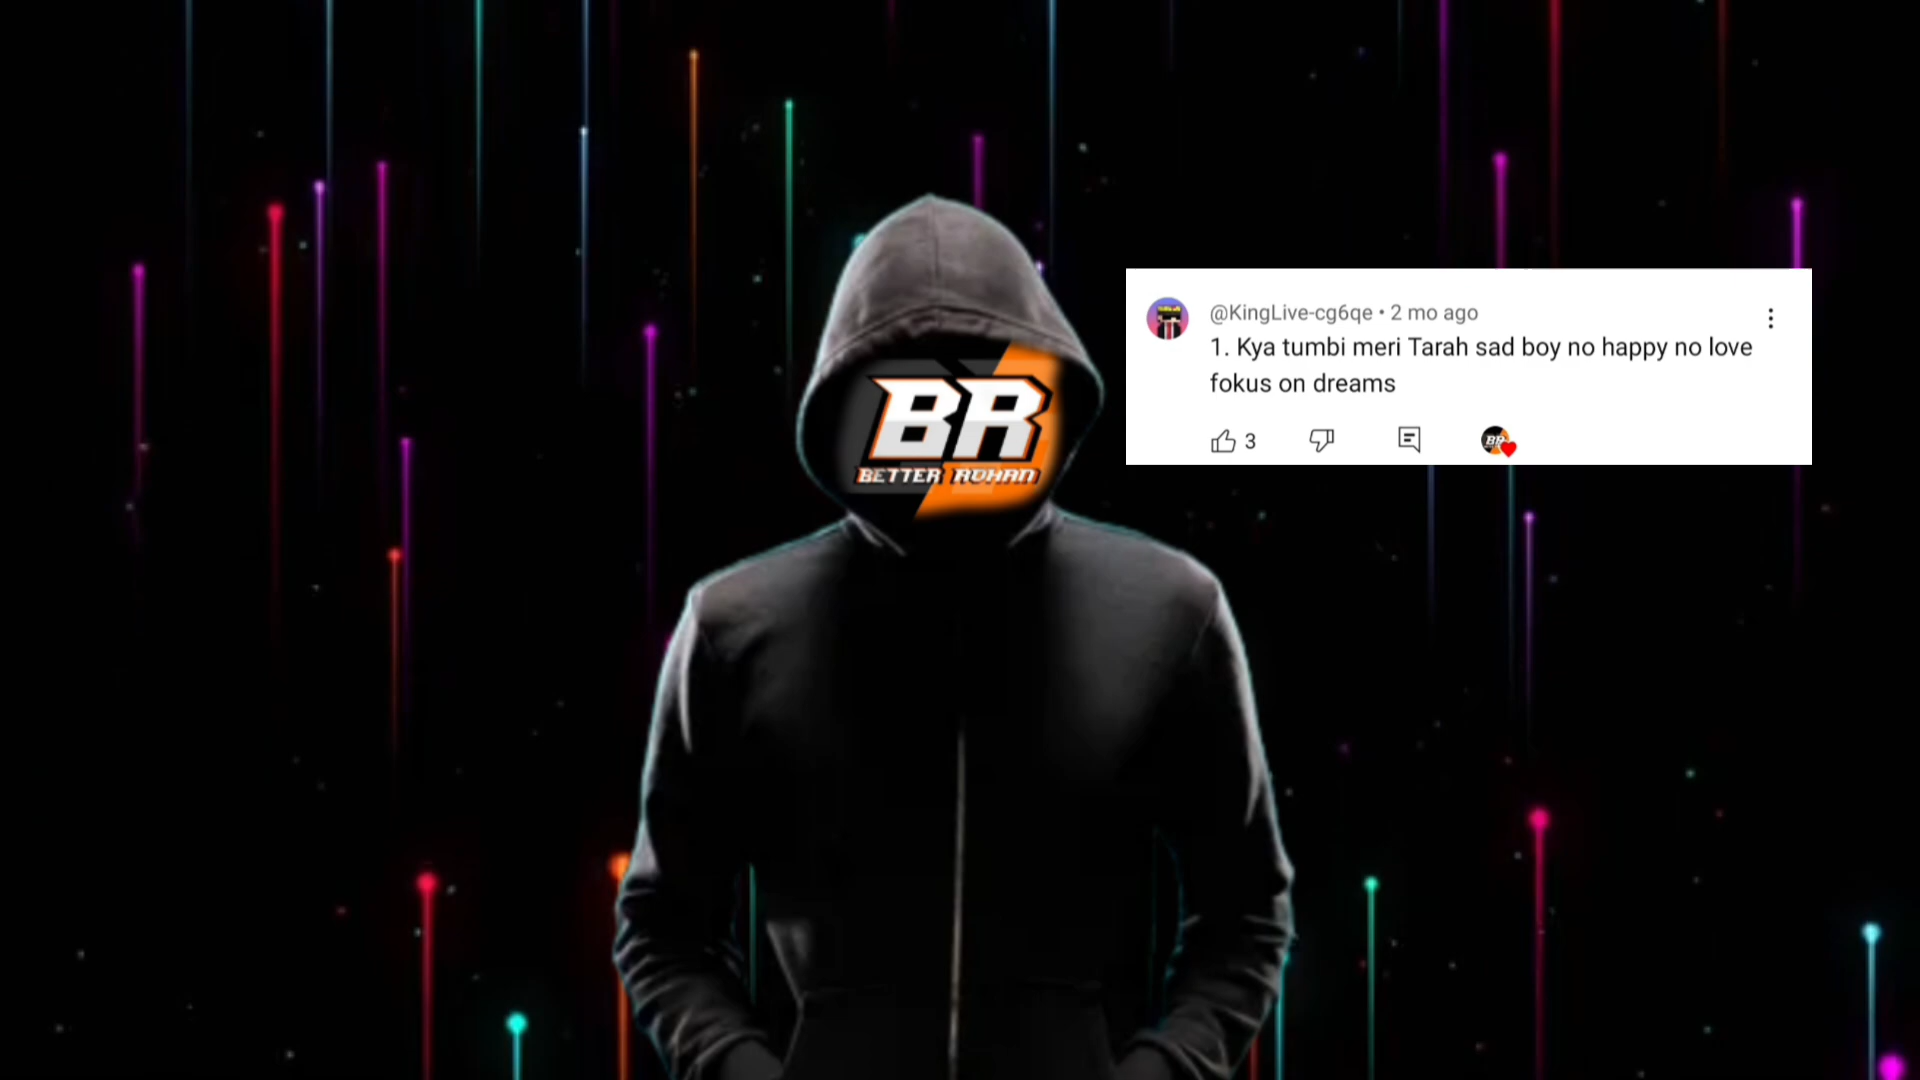 BR
BETTER ROHAN
@KingLive-cg6qe • 2 mo ago
1. Kya tumbi meri Tarah sad boy no happy no love
fokus on dreams
3
BR